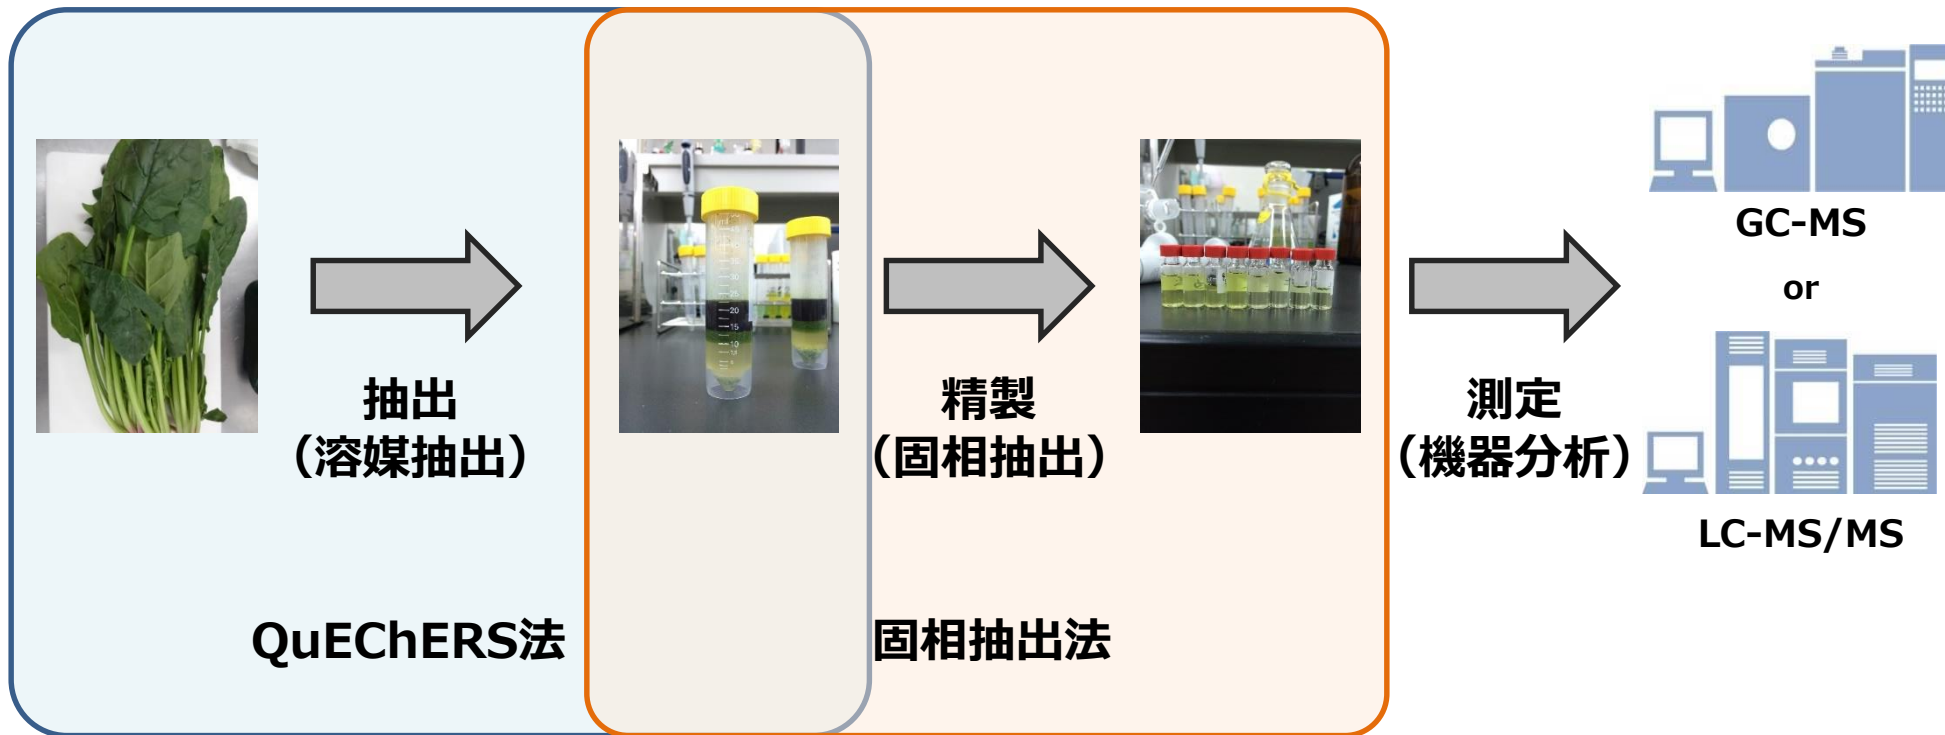 抽出
（溶媒抽出）
精製
（固相抽出）
測定
（機器分析）
GC-MS
or
LC-MS/MS
QuEChERS法
固相抽出法